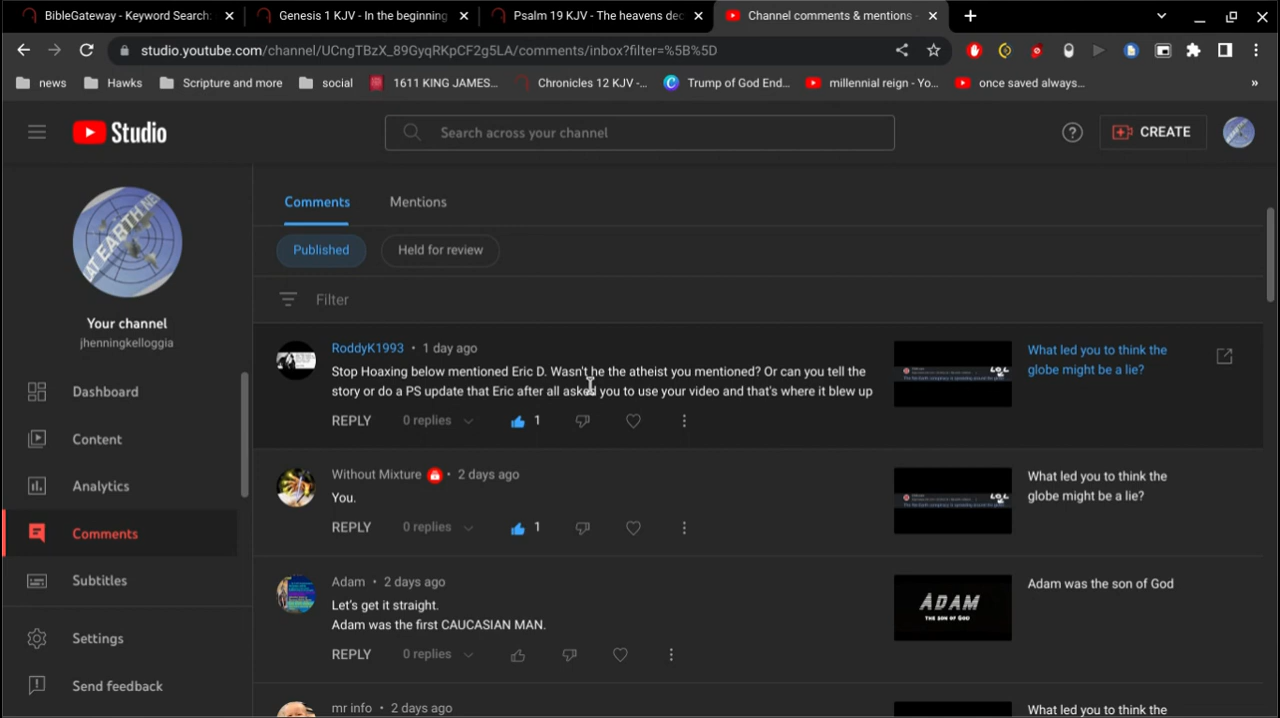 BibleGateway - Keyword Search:
Genesis 1 KJV - In the beginning
Psalm 19 KJV - The heavens dec
Channel comments & mentions -
studio.youtube.com/channel/UCngTBzX_89GyqRKpCF2g5LA/comments/inbox?filter=%5B%5D
news
Hawks
Scripture and more
social
1611 KING JAMES...
Chronicles 12 KJV -...
Trump of God End...
millennial reign - Yo...
once saved always...
Studio
Search across your channel
CREATE
LAT EARTH NE
Your channel
jhenningkelloggia
Dashboard
Content
Analytics
Comments
Subtitles
Settings
Send feedback
Comments
Mentions
Published
Held for review
Filter
RoddyK1993 • 1 day ago
Stop Hoaxing below mentioned Eric D. Wasn't he the atheist you mentioned? Or can you tell the
story or do a PS update that Eric after all asked you to use your video and that's where it blew up
REPLY
0 replies
1
LOL
What led you to think the
globe might be a lie?
Without Mixture • 2 days ago
You.
REPLY
0 replies
1
LOL
What led you to think the
globe might be a lie?
Adam • 2 days ago
Let's get it straight.
Adam was the first CAUCASIAN MAN.
REPLY
0 replies
ADAM
THE SON OF GOD
Adam was the son of God
mr info • 2 days ago
What led you to think the